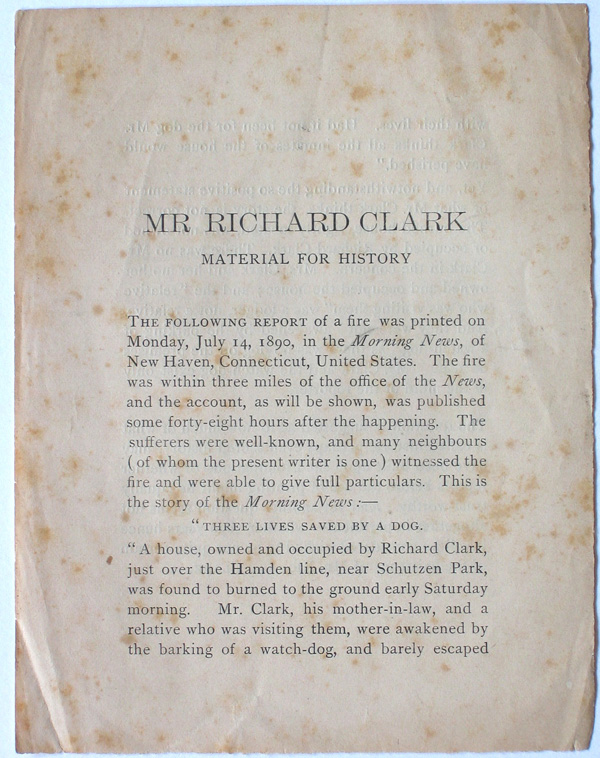 MR RICHARD CLARK
MATERIAL FOR HISTORY
THE FOLLOWING REPORT of a fire was printed on
Monday, July 14, 1890, in the Morning News, of
New Haven, Connecticut, United States. The fire
was within three miles of the office of the News,
and the account, as will be shown, was published
some forty-eight hours after the happening. The
sufferers were well-known, and many neighbours
( of whom the present writer is one ) witnessed the
fire and were able to give full particulars. This is
the story of the Morning News :—
“ THREE LIVES SAVED BY A DOG.
“ A house, owned and occupied by Richard Clark,
just over the Hamden line, near Schutzen Park,
was found to burned to the ground early Saturday
morning. Mr. Clark, his mother-in-law, and a
relative who was visiting them, were awakened by
the barking of a watch-dog, and barely escaped